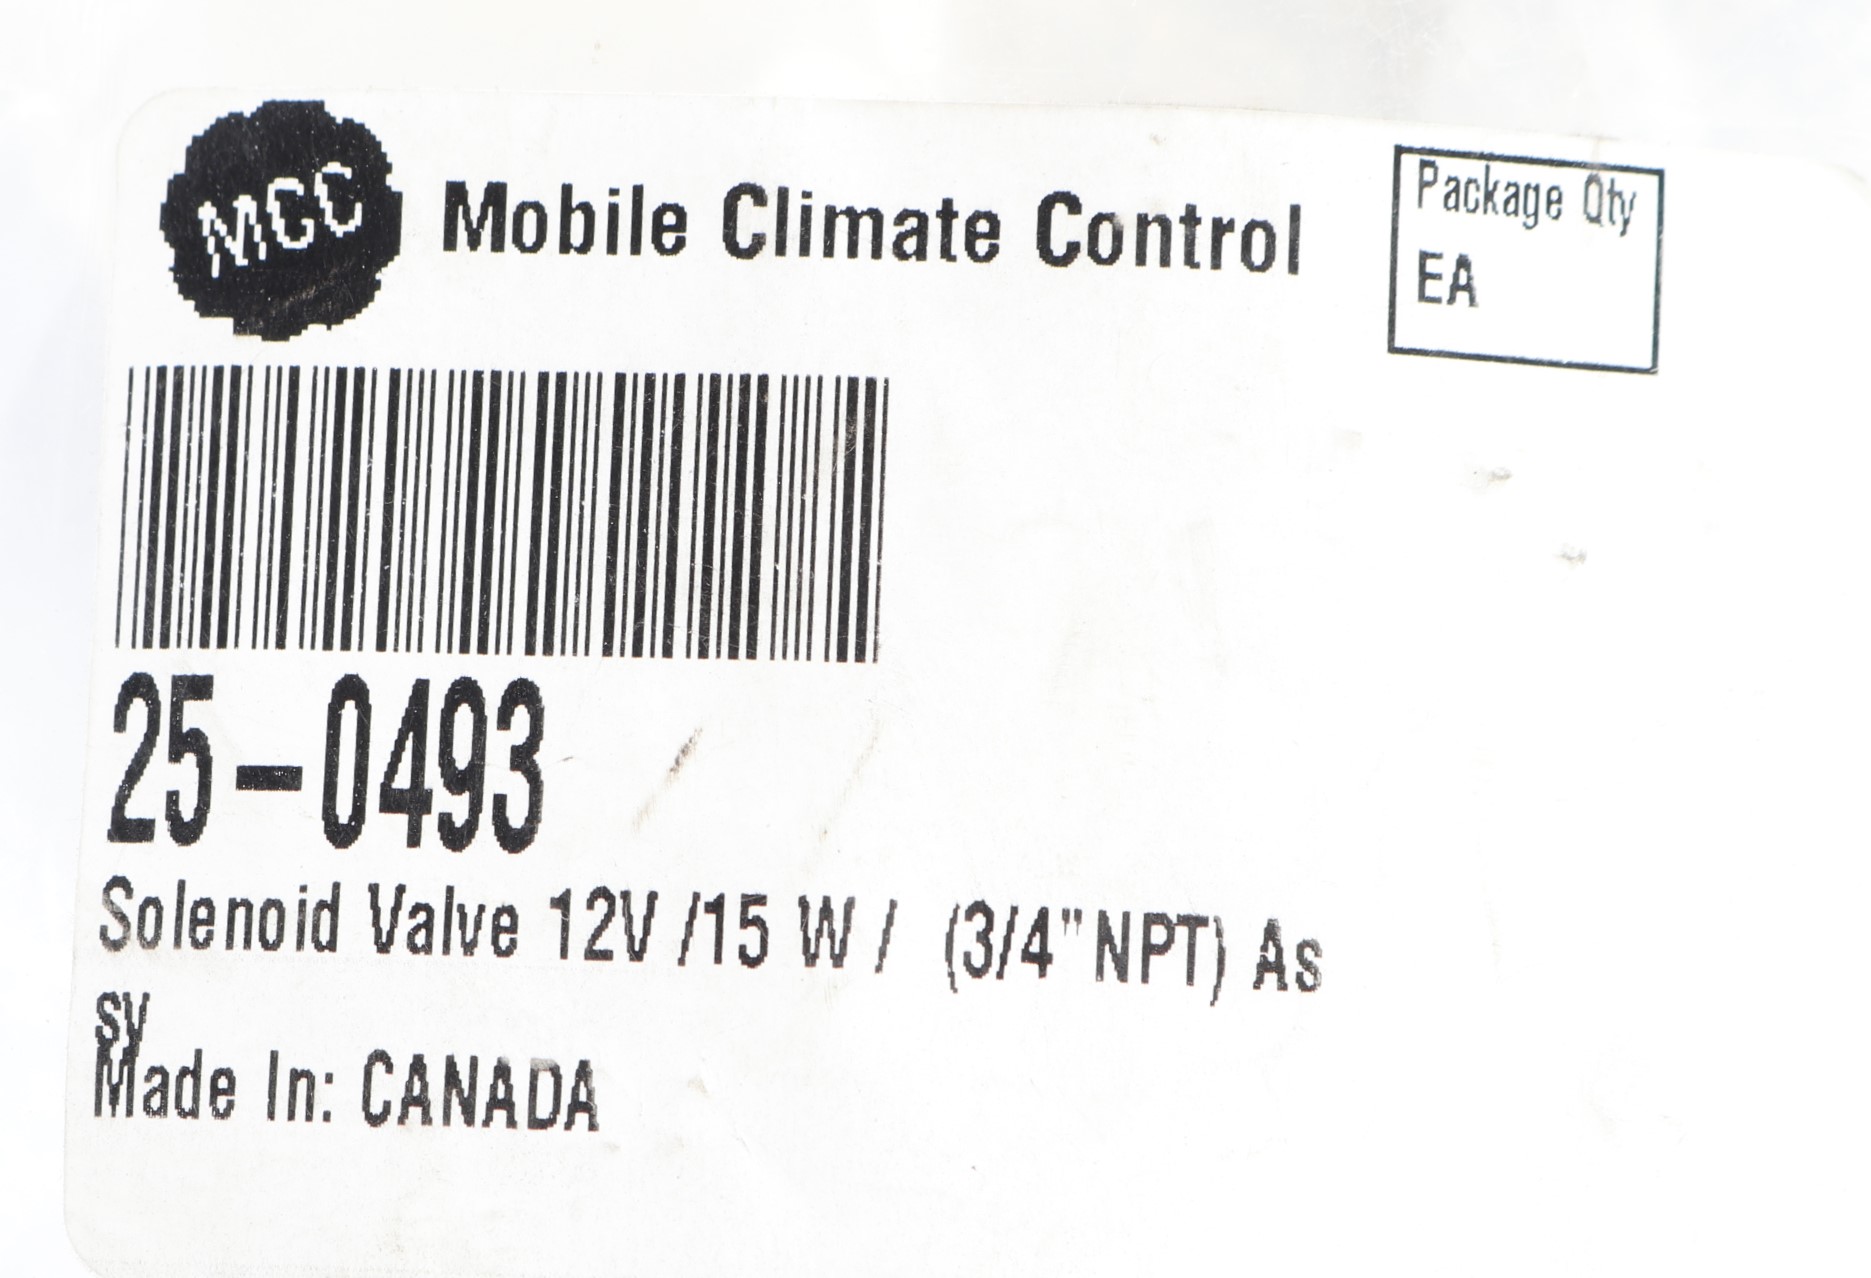 MCC
Mobile Climate Control
Package Qty
EA
25-0493
Solenoid Valve 12V /15 W / (3/4" NPT) As
sy
Made In: CANADA